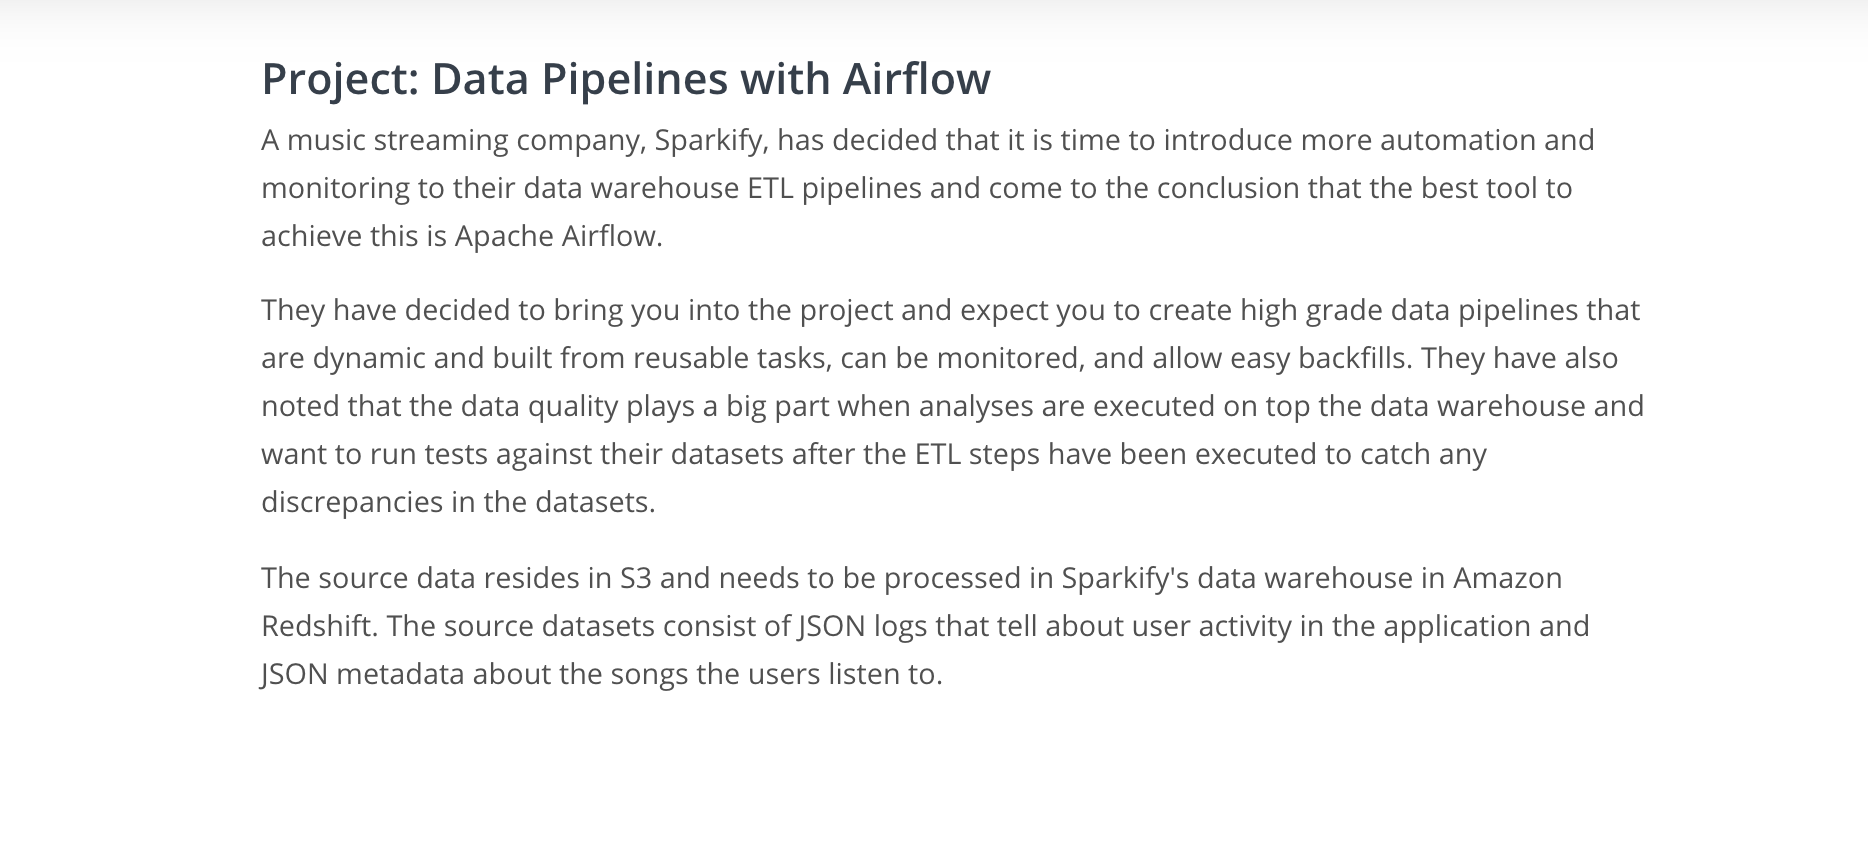 Project: Data Pipelines with Airflow
A music streaming company, Sparkify, has decided that it is time to introduce more automation and
monitoring to their data warehouse ETL pipelines and come to the conclusion that the best tool to
achieve this is Apache Airflow.
They have decided to bring you into the project and expect you to create high grade data pipelines that
are dynamic and built from reusable tasks, can be monitored, and allow easy backfills. They have also
noted that the data quality plays a big part when analyses are executed on top the data warehouse and
want to run tests against their datasets after the ETL steps have been executed to catch any
discrepancies in the datasets.
The source data resides in S3 and needs to be processed in Sparkify's data warehouse in Amazon
Redshift. The source datasets consist of JSON logs that tell about user activity in the application and
JSON metadata about the songs the users listen to.